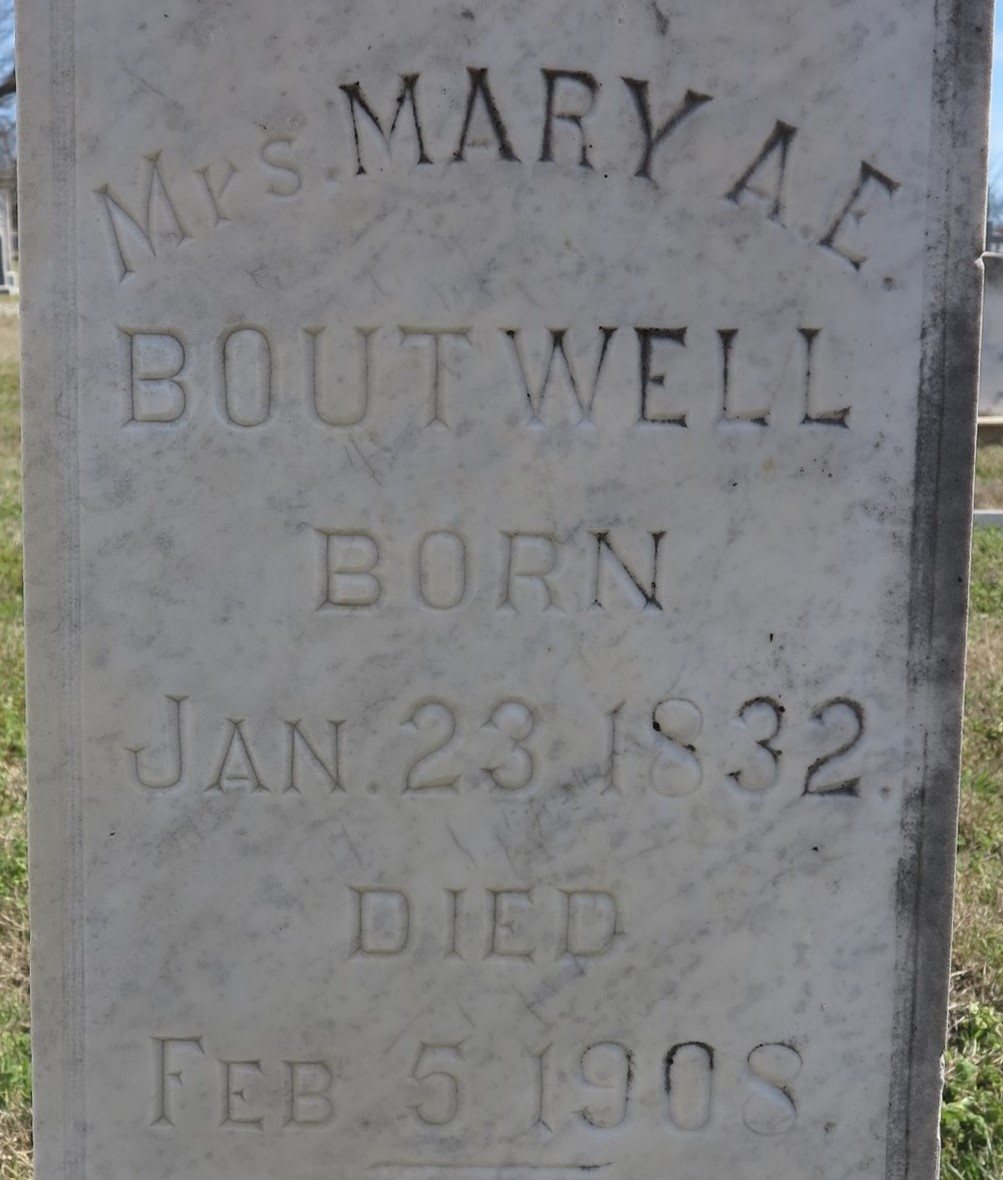 Mrs. MARY A.E.
BOUTWELL
BORN
JAN. 23 1832.
DIED
FEB 5 1908